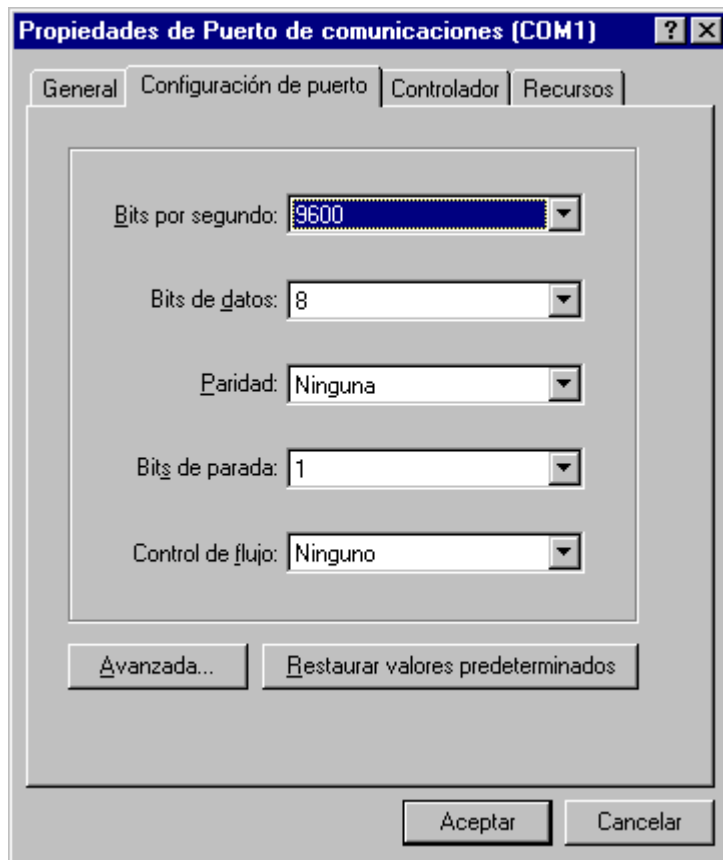 Propiedades de Puerto de comunicaciones (COM1) ? ×
General Configuración de puerto Controlador Recursos
Bits por segundo: 9600
Bits de datos: 8
Paridad: Ninguna
Bits de parada: 1
Control de flujo: Ninguno
Avanzada... Restaurar valores predeterminados
Aceptar Cancelar